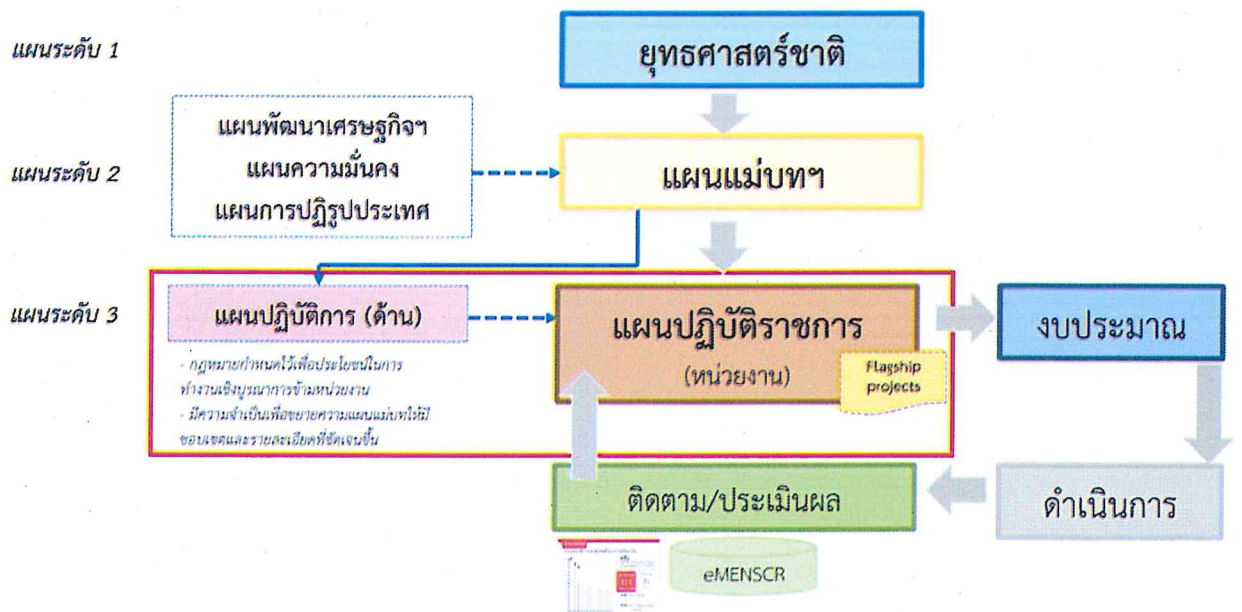 แผนระดับ 1
ยุทธศาสตร์ชาติ
แผนระดับ 2
แผนพัฒนาเศรษฐกิจฯ
แผนความมั่นคง
แผนการปฏิรูปประเทศ
แผนแม่บทฯ
แผนระดับ 3
แผนปฏิบัติการ (ด้าน)
- กฎหมายกำหนดไว้เพื่อประโยชน์ในการ
ทำงานเชิงบูรณาการข้ามหน่วยงาน
- มีความจำเป็นเพื่อขยายความแผนแม่บทให้มี
ขอบเขตและรายละเอียดที่ชัดเจนขึ้น
แผนปฏิบัติราชการ
(หน่วยงาน)
Flagship
projects
งบประมาณ
ติดตาม/ประเมินผล
ดำเนินการ
eMENSCR